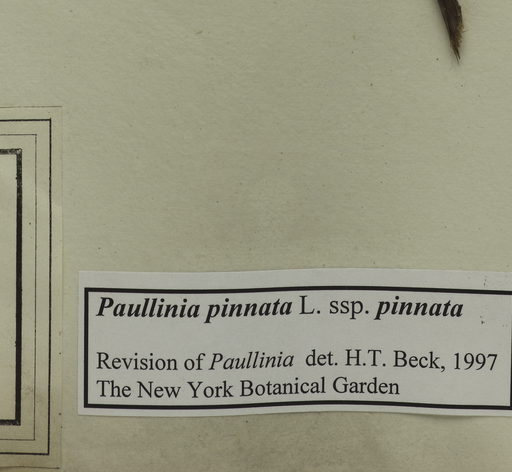 Paullinia pinnata L. ssp. pinnata
Revision of Paullinia det. H.T. Beck, 1997
The New York Botanical Garden